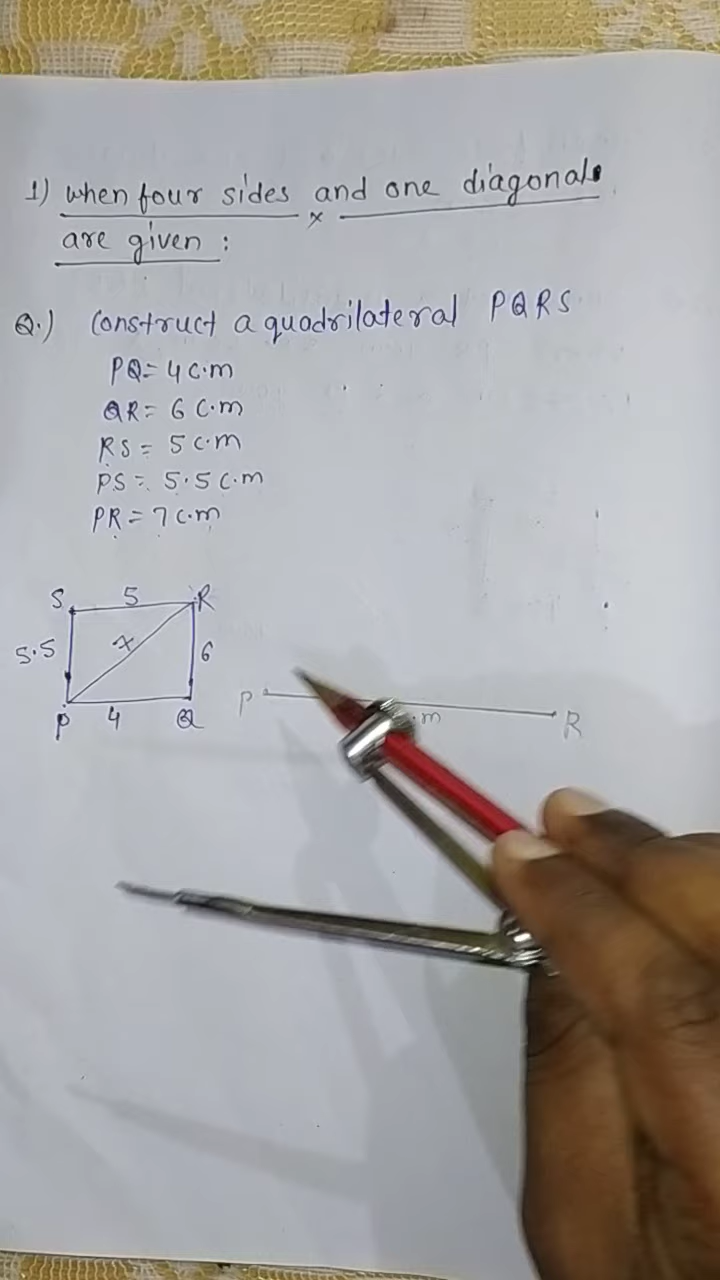 1) when four sides and one diagonal
are given :
Q.) construct a quadrilateral PQRS
PQ = 4 c.m
QR = 6 c.m
RS = 5 c.m
PS = 5.5 c.m
PR = 7 c.m
S 5 R
5.5 7 6
P 4 Q
P .m R